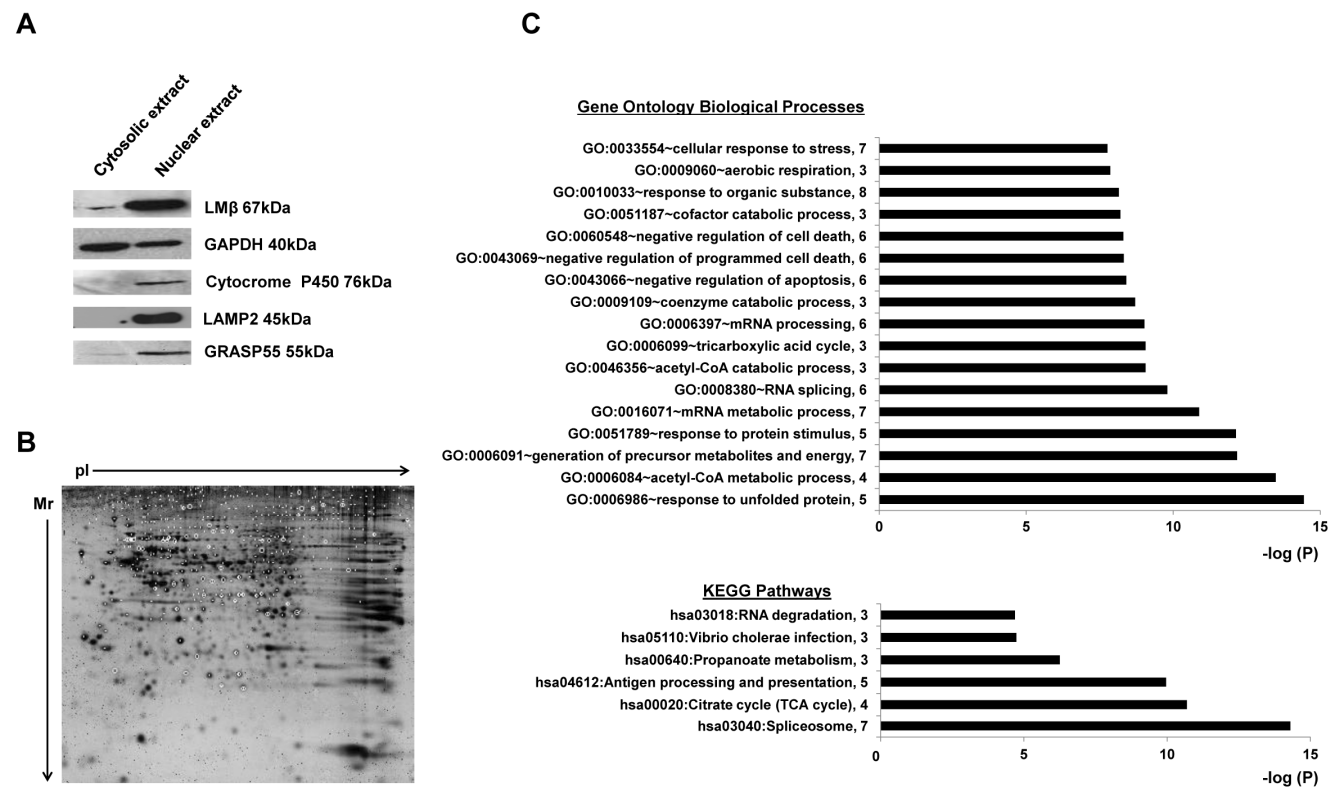 A
Cytosolic extract
Nuclear extract
LMβ 67kDa
GAPDH 40kDa
Cytocrome P450 76kDa
LAMP2 45kDa
GRASP55 55kDa
B
pI
Mr
C
Gene Ontology Biological Processes
GO:0033554~cellular response to stress, 7
GO:0009060~aerobic respiration, 3
GO:0010033~response to organic substance, 8
GO:0051187~cofactor catabolic process, 3
GO:0060548~negative regulation of cell death, 6
GO:0043069~negative regulation of programmed cell death, 6
GO:0043066~negative regulation of apoptosis, 6
GO:0009109~coenzyme catabolic process, 3
GO:0006397~mRNA processing, 6
GO:0006099~tricarboxylic acid cycle, 3
GO:0046356~acetyl-CoA catabolic process, 3
GO:0008380~RNA splicing, 6
GO:0016071~mRNA metabolic process, 7
GO:0051789~response to protein stimulus, 5
GO:0006091~generation of precursor metabolites and energy, 7
GO:0006084~acetyl-CoA metabolic process, 4
GO:0006986~response to unfolded protein, 5
0 5 10 15
-log (P)
KEGG Pathways
hsa03018:RNA degradation, 3
hsa05110:Vibrio cholerae infection, 3
hsa00640:Propanoate metabolism, 3
hsa04612:Antigen processing and presentation, 5
hsa00020:Citrate cycle (TCA cycle), 4
hsa03040:Spliceosome, 7
0 5 10 15
-log (P)